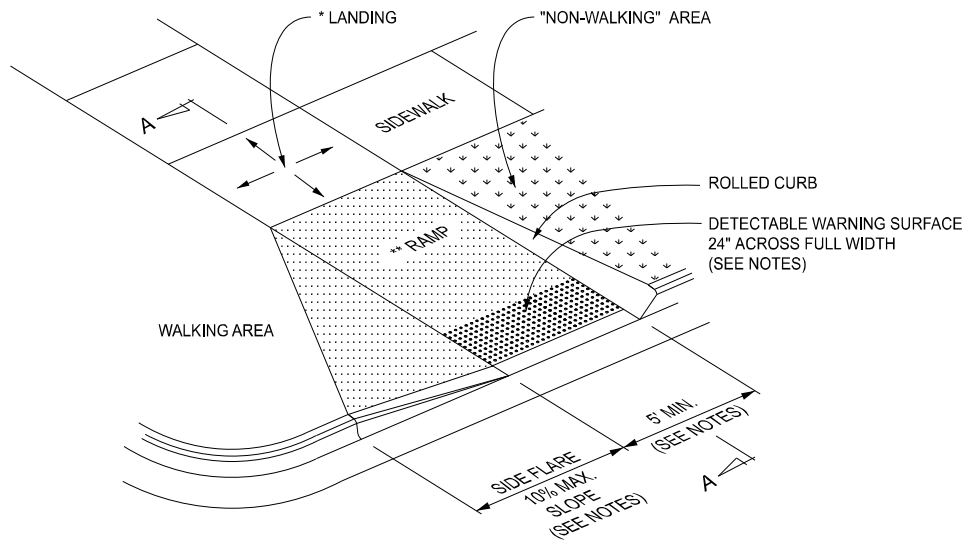 * LANDING
"NON-WALKING" AREA
A
SIDEWALK
ROLLED CURB
DETECTABLE WARNING SURFACE
24" ACROSS FULL WIDTH
(SEE NOTES)
** RAMP
WALKING AREA
5' MIN.
(SEE NOTES)
SIDE FLARE
10% MAX.
SLOPE
(SEE NOTES)
A